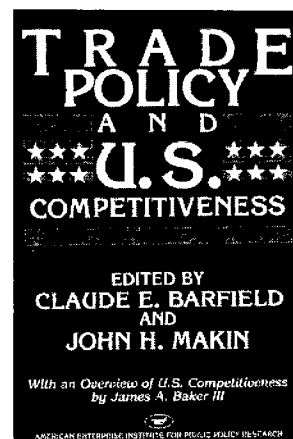 TRADE
POLICY
AND
U.S.
COMPETITIVENESS
EDITED BY
CLAUDE E. BARFIELD
AND
JOHN H. MAKIN
With an Overview of U.S. Competitiveness
by James A. Baker III
AMERICAN ENTERPRISE INSTITUTE FOR PUBLIC POLICY RESEARCH